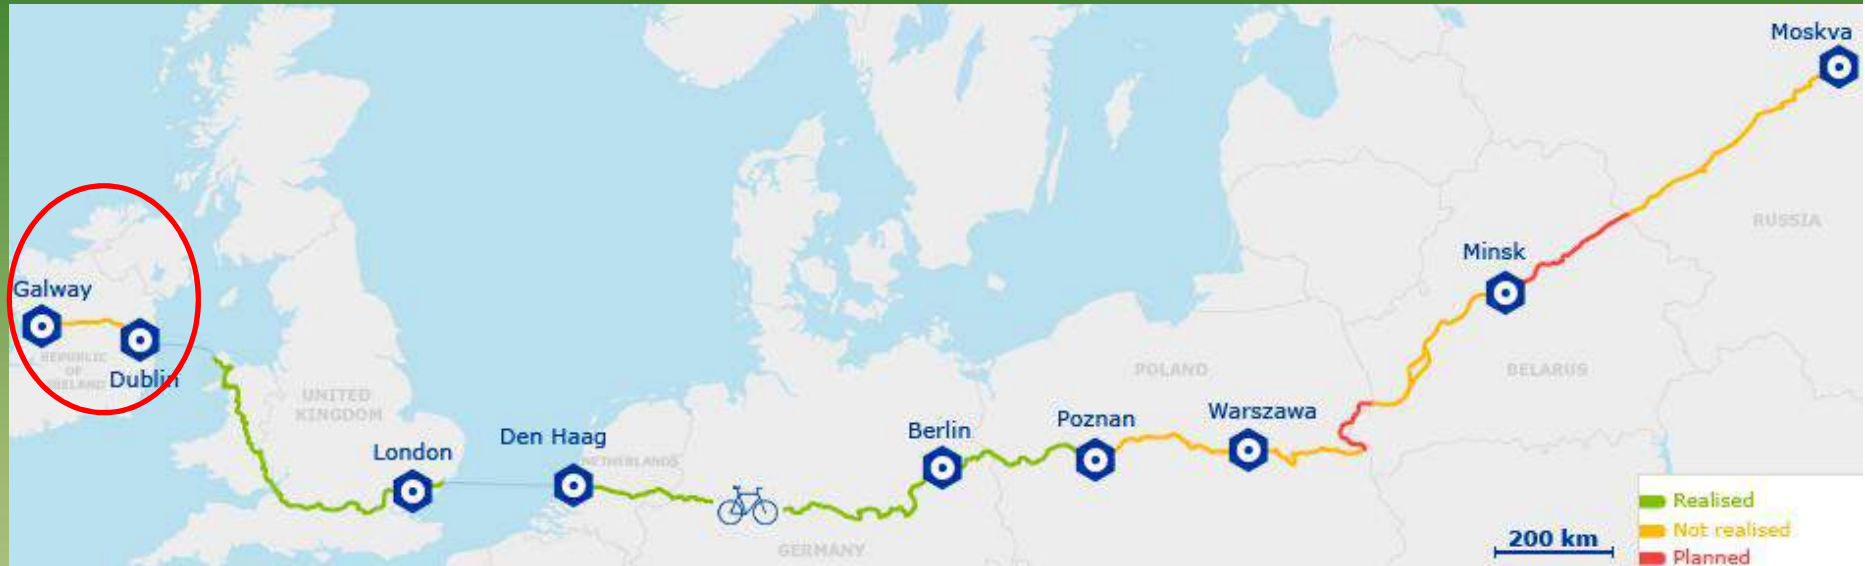 Moskva
RUSSIA
Minsk
Galway
REPUBLIC
OF
IRELAND
Dublin
POLAND
BELARUS
UNITED
KINGDOM
Warszawa
Poznan
Berlin
Den Haag
London
NETHERLANDS
GERMANY
200 km
Realised
Not realised
Planned